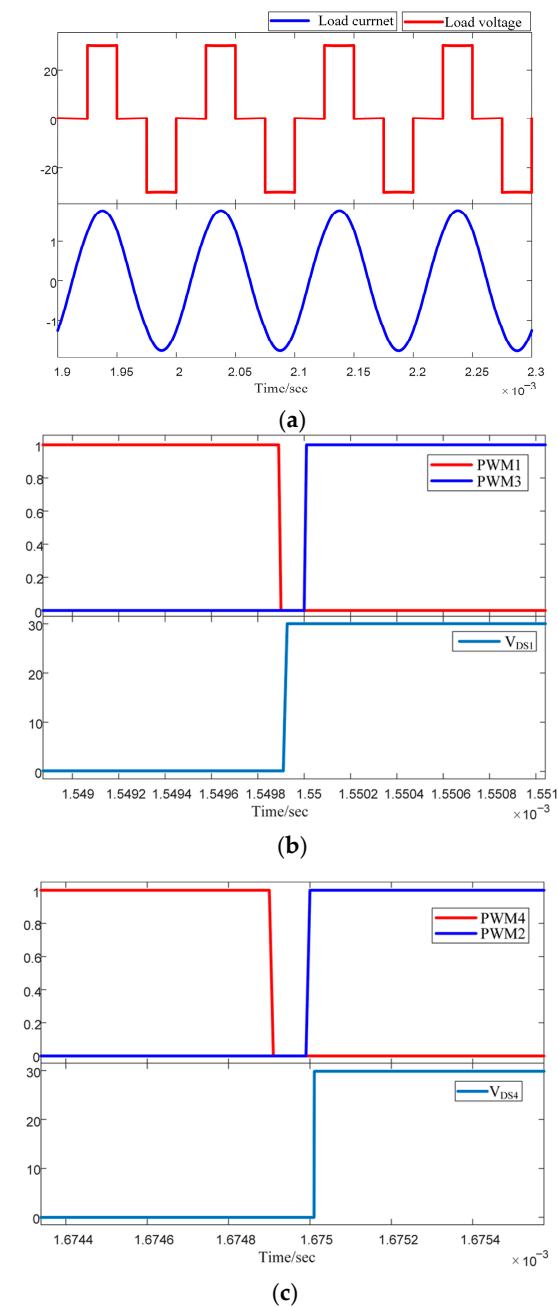 Load currnet Load voltage
20
0
-20
1
0
-1
1.9 1.95 2 2.05 2.1 2.15 2.2 2.25 2.3
Time/sec ×10⁻³
(a)
1
0.8
0.6
0.4
0.2
0
PWM1
PWM3
30
20
10
0
V_DS1
1.549 1.5492 1.5494 1.5496 1.5498 1.55 1.5502 1.5504 1.5506 1.5508 1.551
Time/sec ×10⁻³
(b)
1
0.8
0.6
0.4
0.2
0
PWM4
PWM2
30
20
10
0
V_DS4
1.6744 1.6746 1.6748 1.675 1.6752 1.6754
Time/sec ×10⁻³
(c)